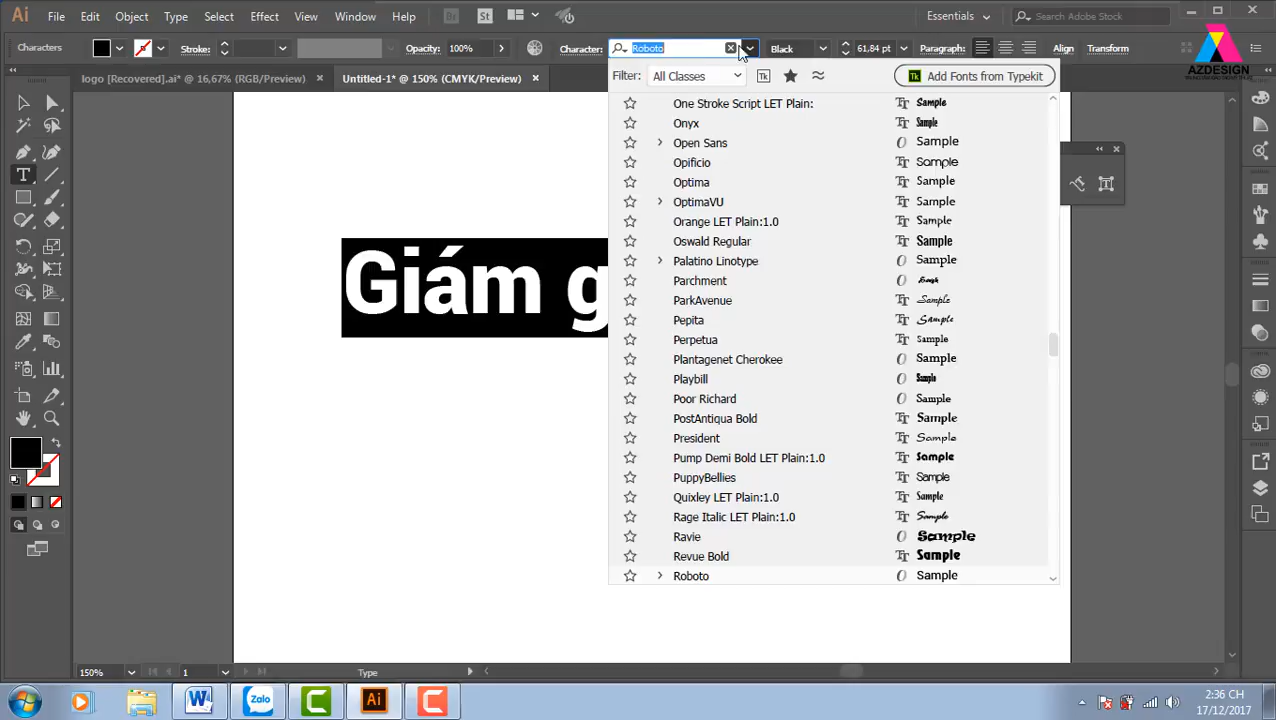 Ai File Edit Object Type Select Effect View Window Help Br St Essentials Search Adobe Stock
Characters Stroke: Opacity: 100% Character: Roboto Black 61,84 pt Paragraph: Align Transform
AZDESIGN
logo [Recovered].ai* @ 16,67% (RGB/Preview) × Untitled-1* @ 150% (CMYK/Preview) ×
Filter: All Classes Tk Tk Add Fonts from Typekit
One Stroke Script LET Plain: Sample
Onyx Sample
Open Sans Sample
Opificio Sample
Optima Sample
OptimaVU Sample
Orange LET Plain:1.0 Sample
Oswald Regular Sample
Palatino Linotype Sample
Parchment
ParkAvenue Sample
Pepita Sample
Perpetua Sample
Plantagenet Cherokee Sample
Playbill Sample
Poor Richard Sample
PostAntiqua Bold Sample
President Sample
Pump Demi Bold LET Plain:1.0 Sample
PuppyBellies Sample
Quixley LET Plain:1.0 Sample
Rage Italic LET Plain:1.0 Sample
Ravie Sample
Revue Bold Sample
Roboto Sample
Giám g
150% 1 Type
W Zalo C Ai C
2:36 CH
17/12/2017